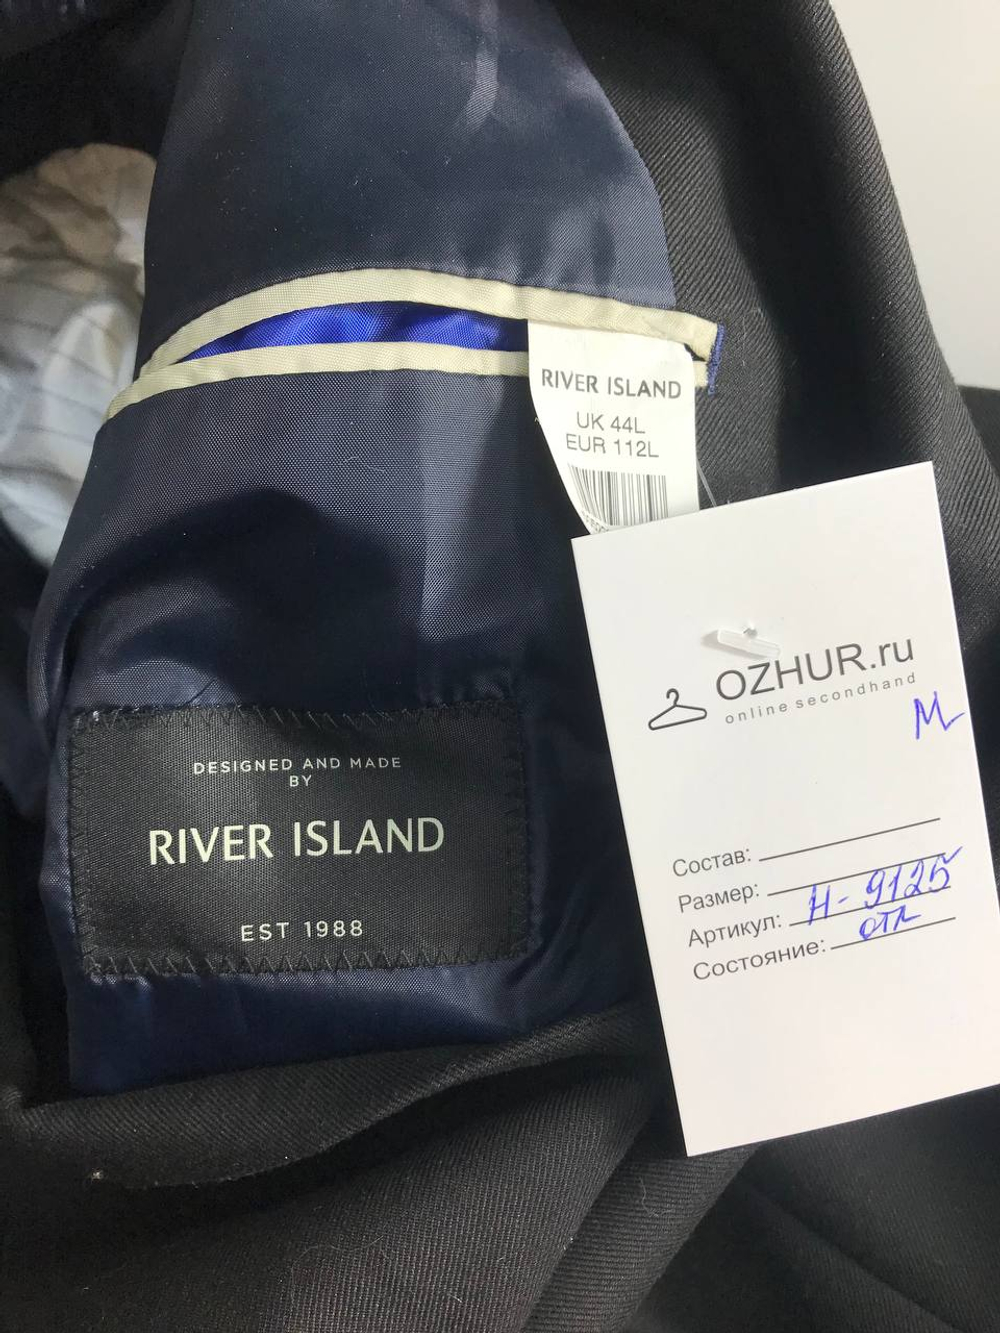 RIVER ISLAND
UK 44L
EUR 112L
OZHUR.ru
online secondhand
М
Состав:
Размер:
Артикул: Н-9125
Состояние: отл
DESIGNED AND MADE
BY
RIVER ISLAND
EST 1988